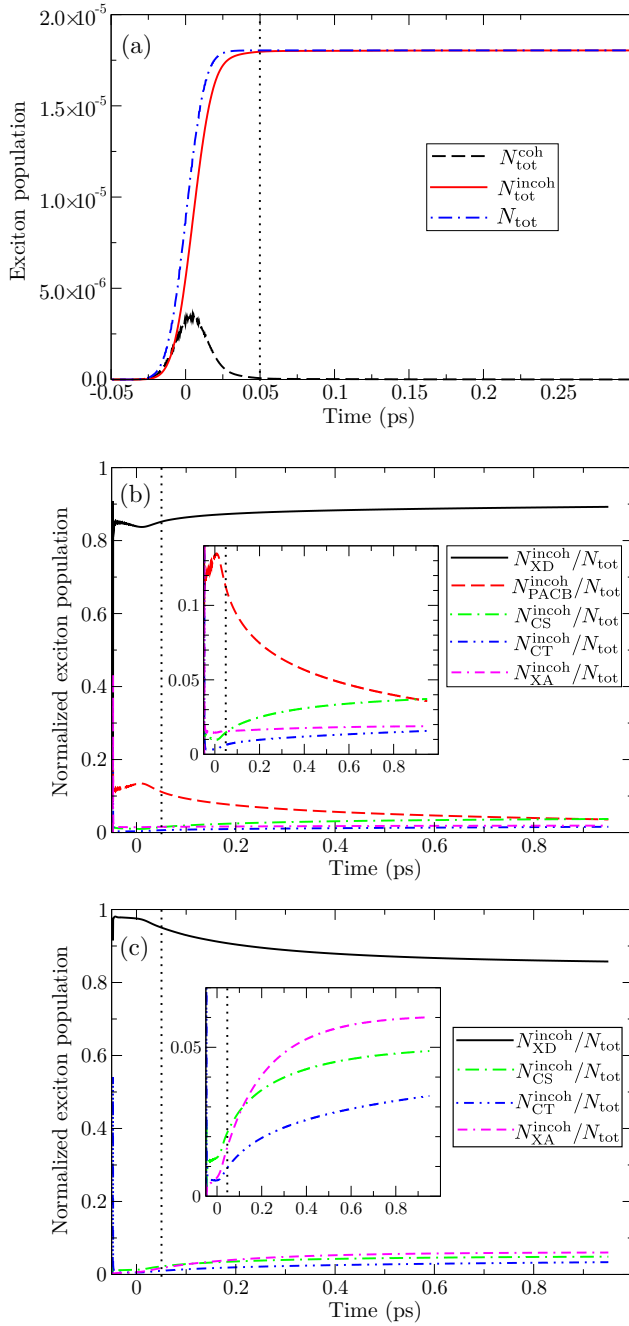 (a)
Exciton population
1.5×10⁻⁵
1.0×10⁻⁵
5.0×10⁻⁶
0.0
N_tot^coh
N_tot^incoh
N_tot
-0.05 0 0.05 0.1 0.15 0.2 0.25
Time (ps)
(b)
Normalized exciton population
1
0.8
0.6
0.4
0.2
0
0.1
0.05
0
0 0.2 0.4 0.6 0.8
N_XD^incoh/N_tot
N_PACB^incoh/N_tot
N_CS^incoh/N_tot
N_CT^incoh/N_tot
N_XA^incoh/N_tot
0 0.2 0.4 0.6 0.8
Time (ps)
(c)
Normalized exciton population
1
0.8
0.6
0.4
0.2
0
0.05
0
0 0.2 0.4 0.6 0.8
N_XD^incoh/N_tot
N_CS^incoh/N_tot
N_CT^incoh/N_tot
N_XA^incoh/N_tot
0 0.2 0.4 0.6 0.8
Time (ps)